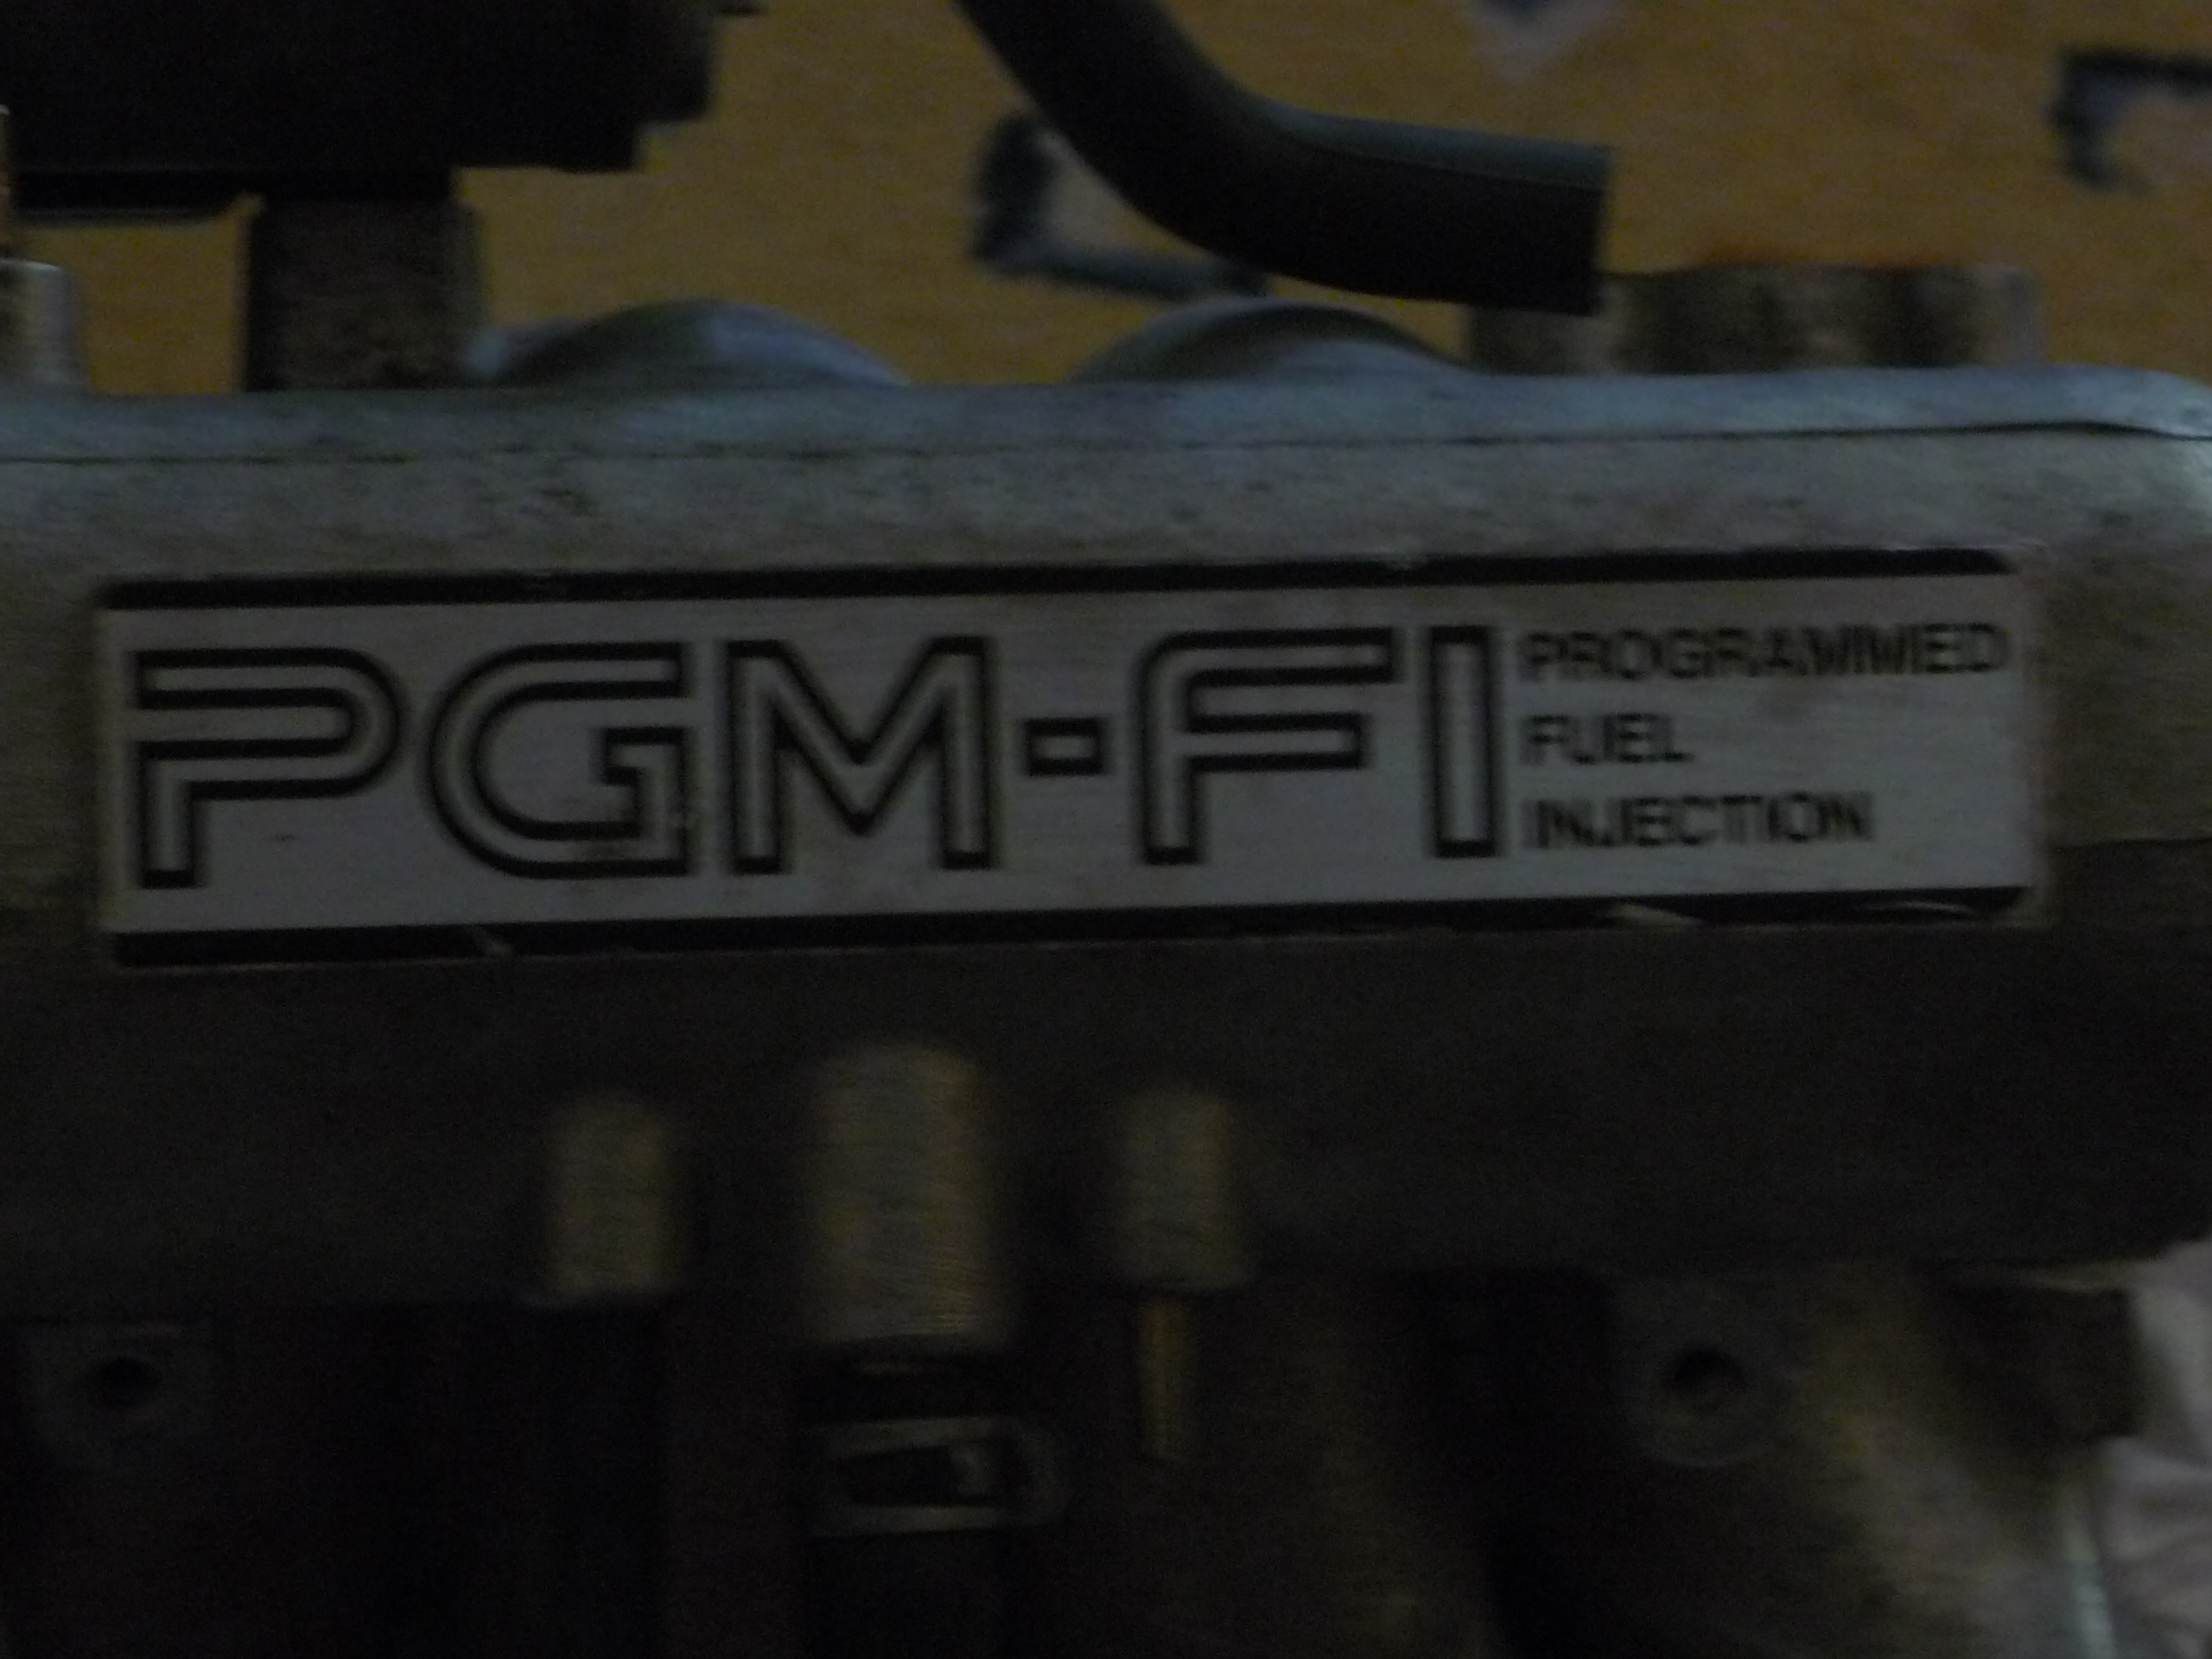 PGM-FI
PROGRAMMED
FUEL
INJECTION